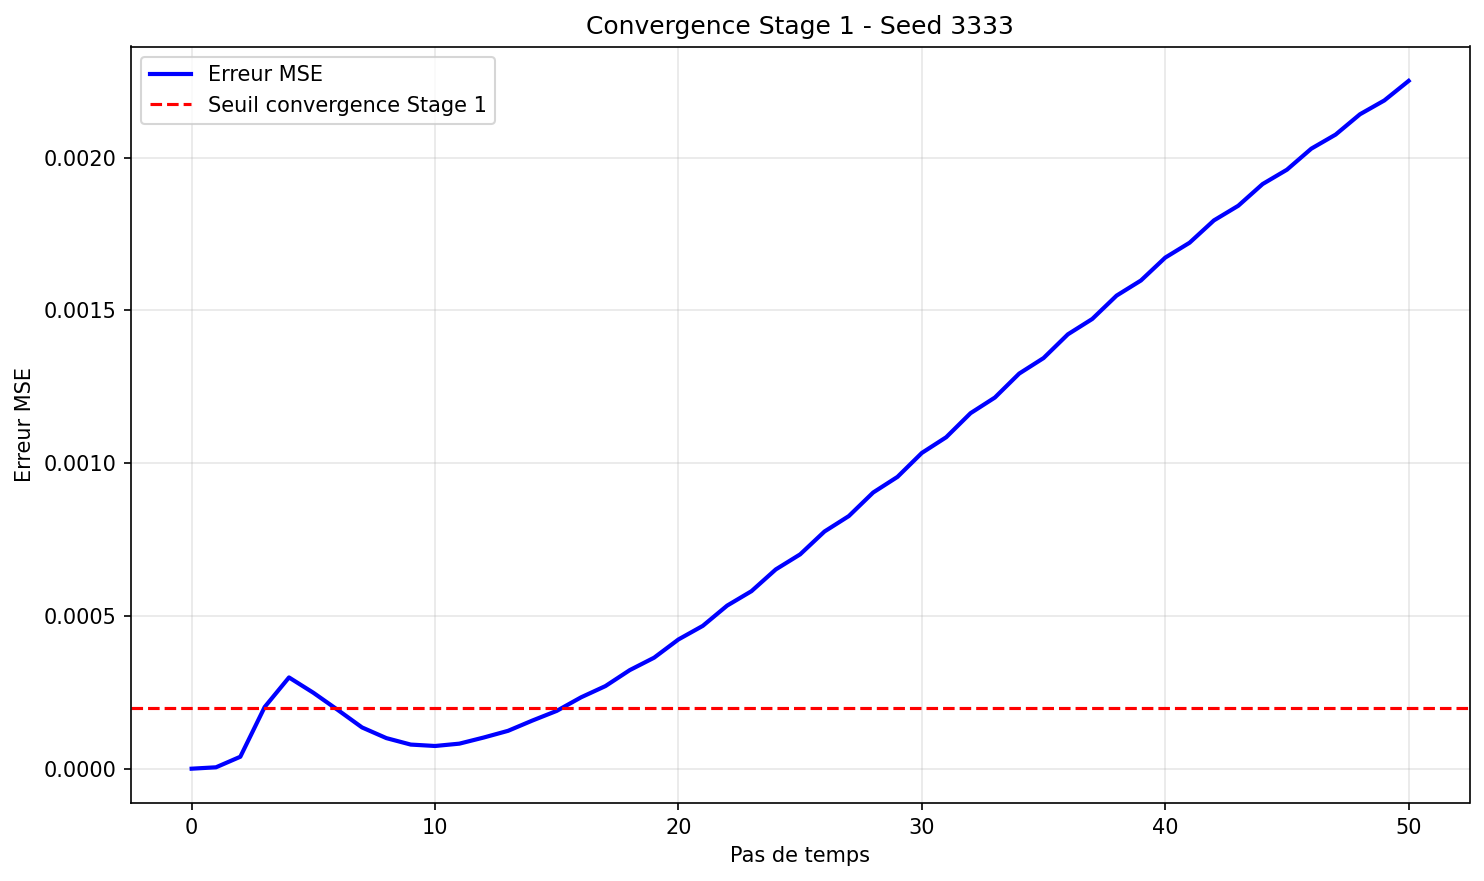 Convergence Stage 1 - Seed 3333
Erreur MSE
Seuil convergence Stage 1
0.0020
0.0015
0.0010
0.0005
0.0000
Erreur MSE
0 10 20 30 40 50
Pas de temps